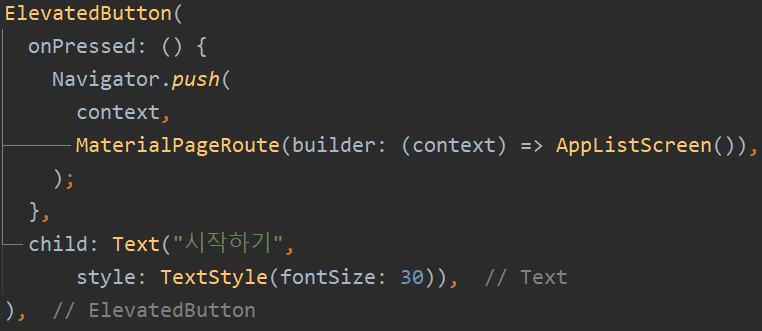 ElevatedButton(
  onPressed: () {
    Navigator.push(
      context,
      MaterialPageRoute(builder: (context) => AppListScreen()),
    );
  },
  child: Text("시작하기",
      style: TextStyle(fontSize: 30)),  // Text
),  // ElevatedButton